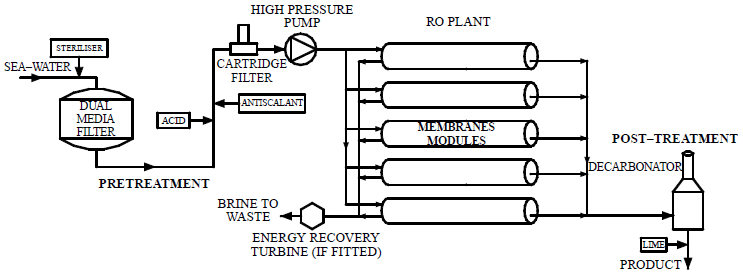 HIGH PRESSURE
PUMP
RO PLANT
STERILISER
SEA–WATER
CARTRIDGE
FILTER
DUAL
MEDIA
FILTER
ANTISCALANT
ACID
MEMBRANES
MODULES
POST–TREATMENT
DECARBONATOR
PRETREATMENT
BRINE TO
WASTE
ENERGY RECOVERY
TURBINE (IF FITTED)
LIME
PRODUCT